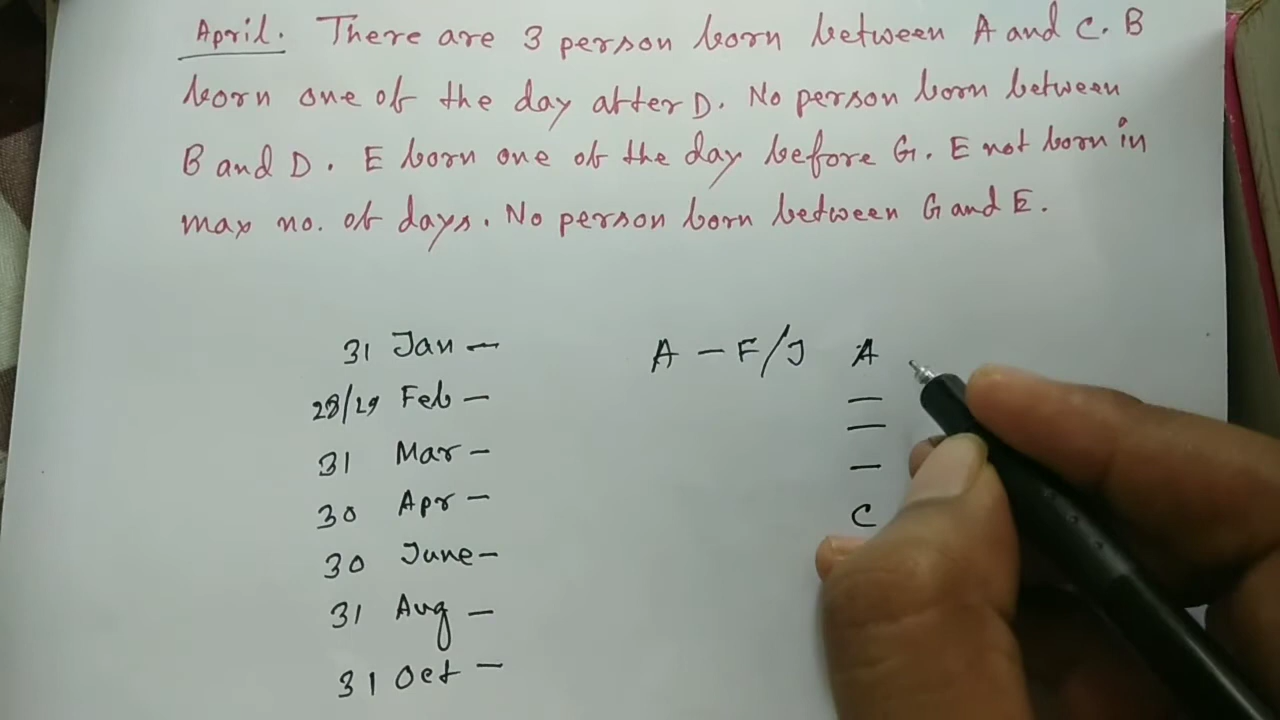 April. There are 3 person born between A and C. B
born one of the day after D. No person born between
B and D. E born one of the day before G. E not born in
max no. of days. No person born between G and E.
31 Jan - A - F/J A
28/29 Feb - -
31 Mar - -
30 Apr - -
30 June - C
31 Aug -
31 Oct -